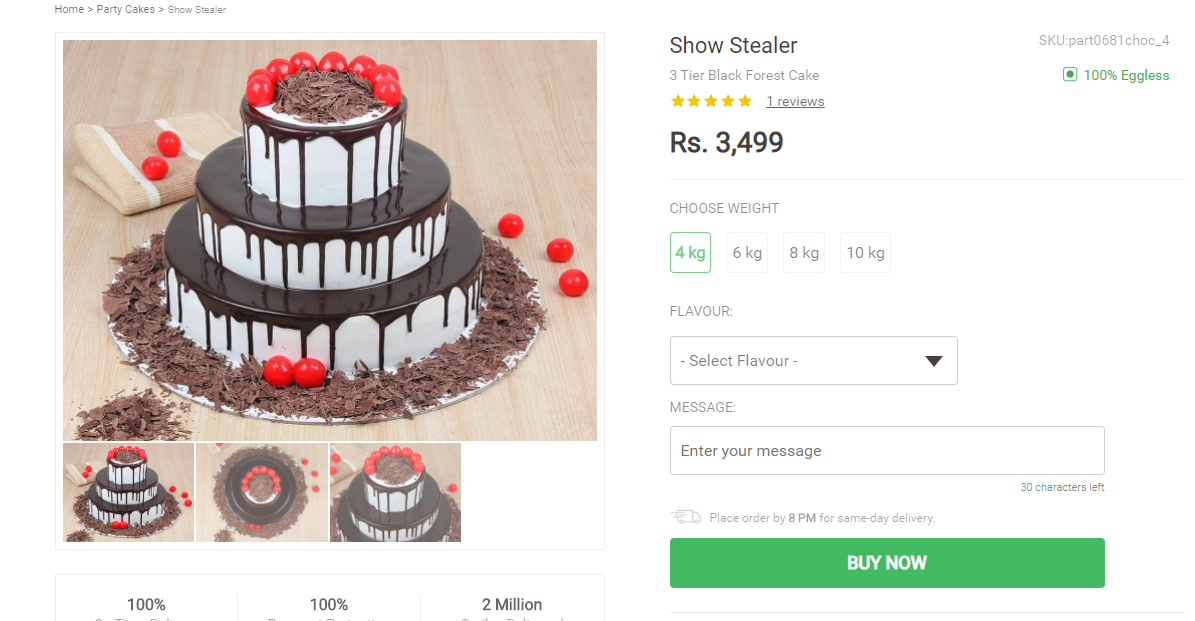 Home > Party Cakes > Show Stealer
Show Stealer
SKU:part0681choc_4
3 Tier Black Forest Cake
100% Eggless
1 reviews
Rs. 3,499
CHOOSE WEIGHT
4 kg 6 kg 8 kg 10 kg
FLAVOUR:
- Select Flavour -
MESSAGE:
Enter your message
30 characters left
Place order by 8 PM for same-day delivery.
BUY NOW
100% 100% 2 Million